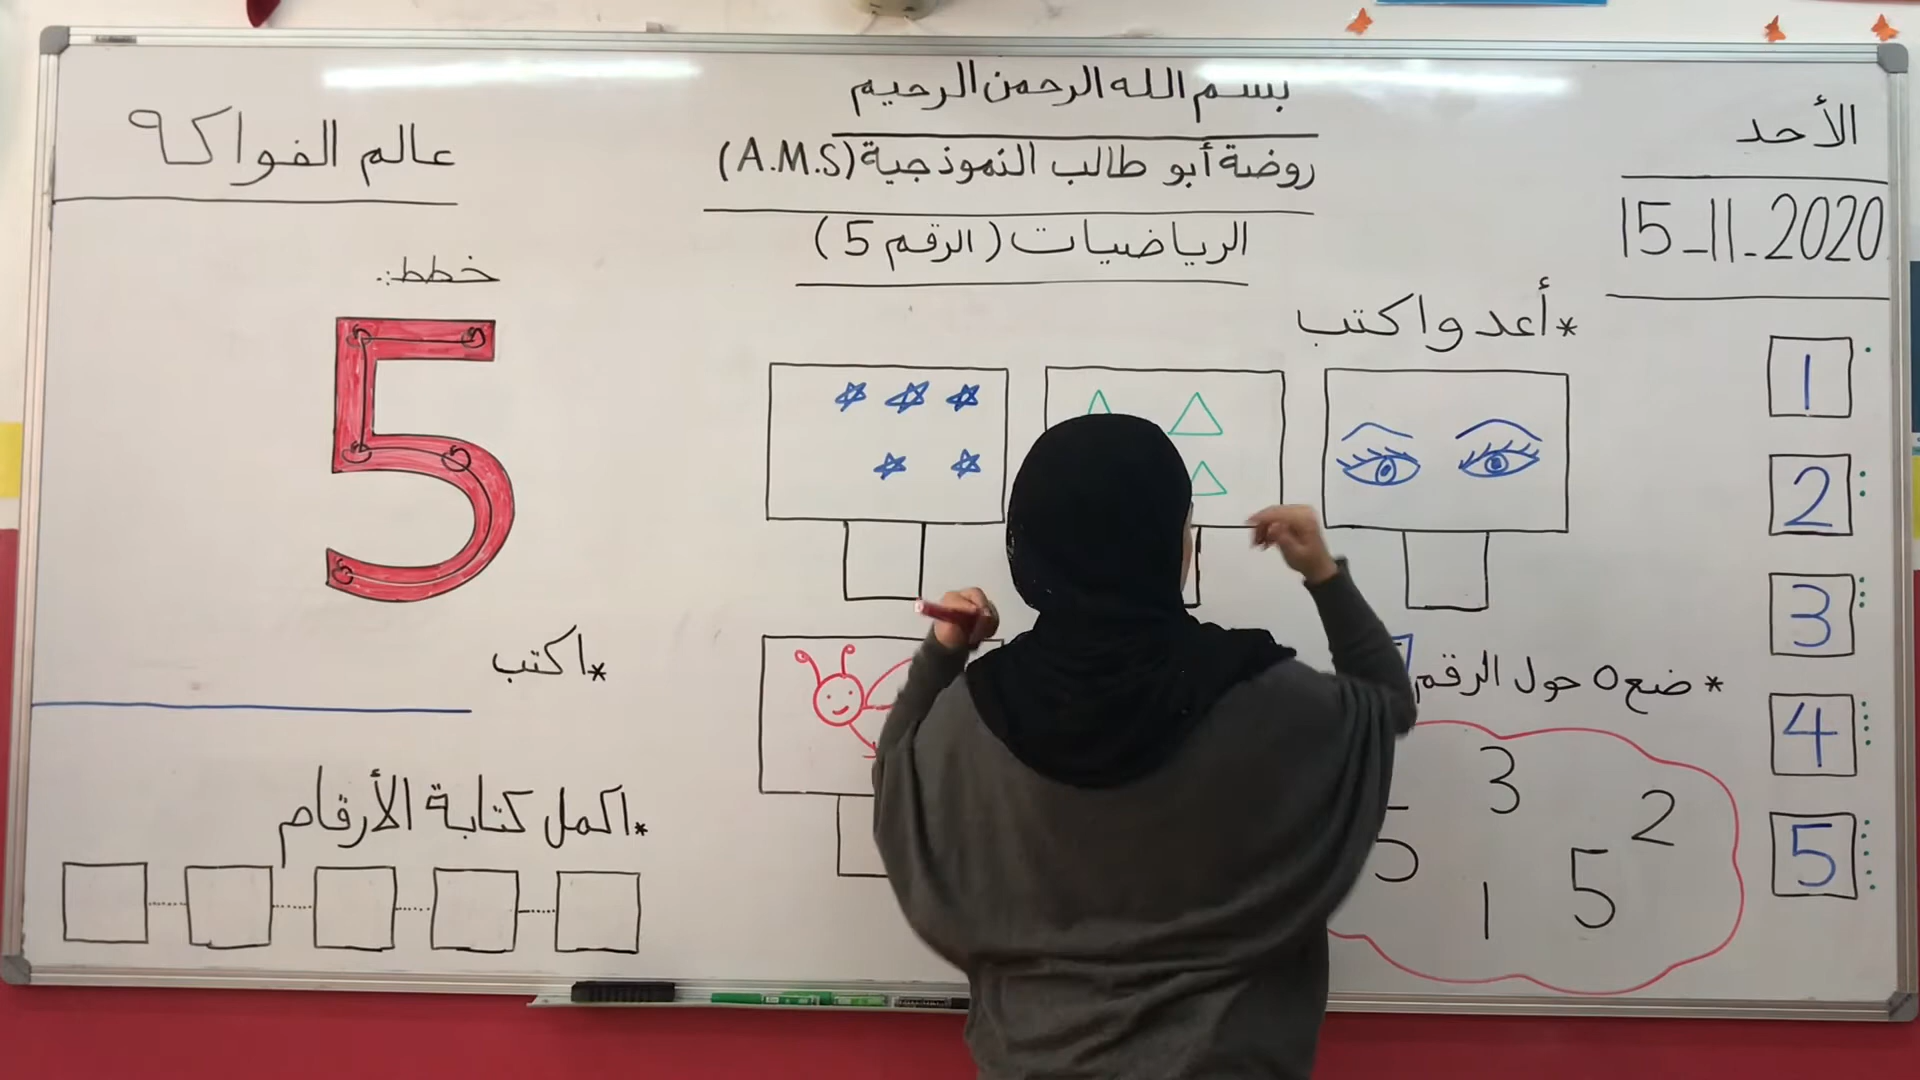 بسم الله الرحمن الرحيم
روضة أبو طالب النموذجية (A.M.S)
الرياضيات ( الرقم 5 )
الأحد
15-11-2020
عالم الفواكه
*أعد واكتب
1
2
3
4
5
* ضع O حول الرقم
3
2
5
5
1
خطط:
5
*اكتب
*اكمل كتابة الأرقام